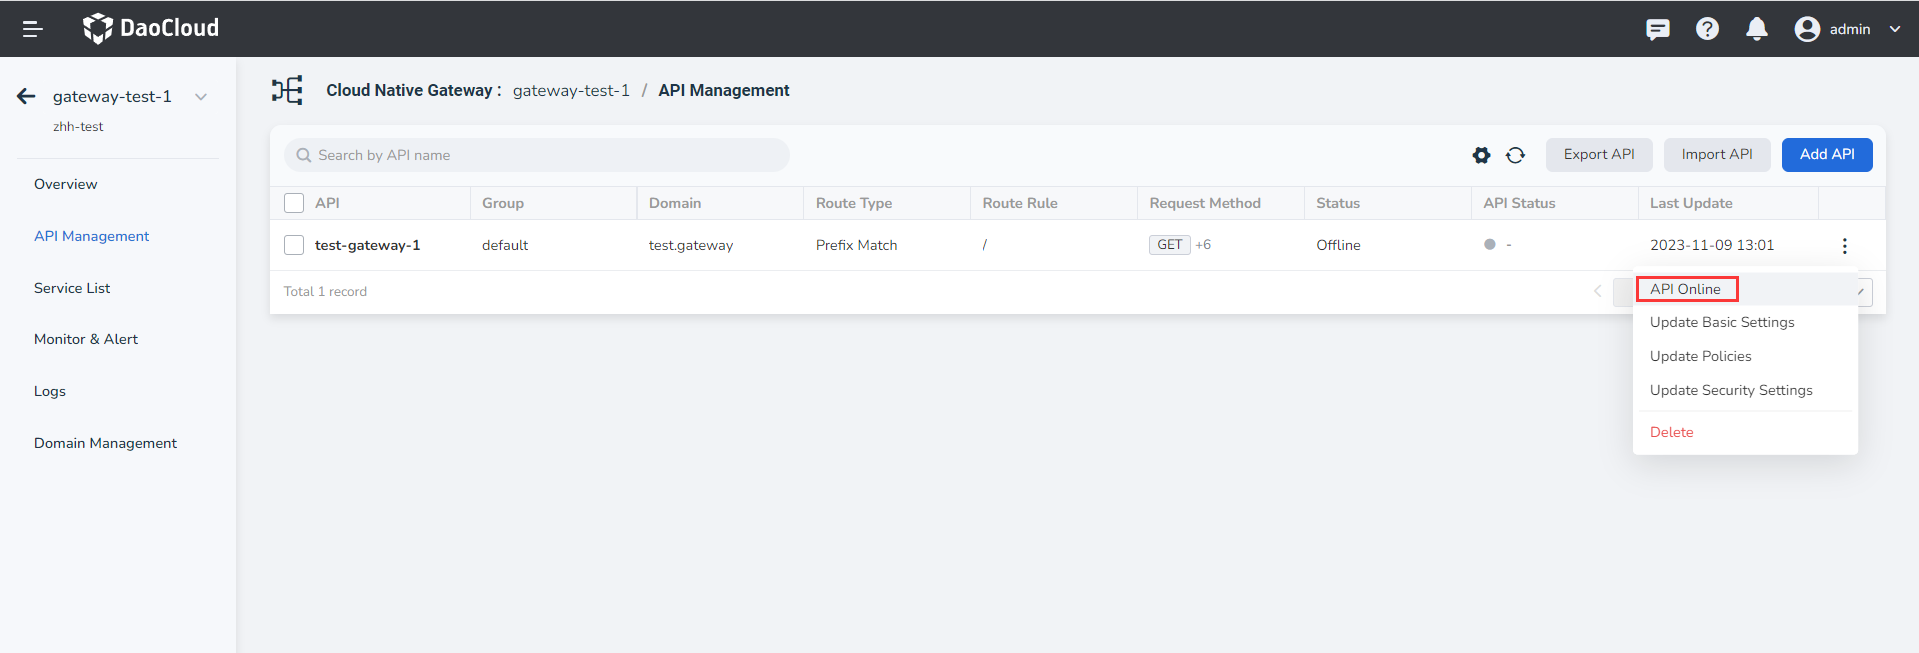 DaoCloud
admin
gateway-test-1
zhh-test
Overview
API Management
Service List
Monitor & Alert
Logs
Domain Management
Cloud Native Gateway : gateway-test-1 / API Management
Search by API name
Export API
Import API
Add API
API Group Domain Route Type Route Rule Request Method Status API Status Last Update
test-gateway-1 default test.gateway Prefix Match / GET +6 Offline - 2023-11-09 13:01
Total 1 record
API Online
Update Basic Settings
Update Policies
Update Security Settings
Delete